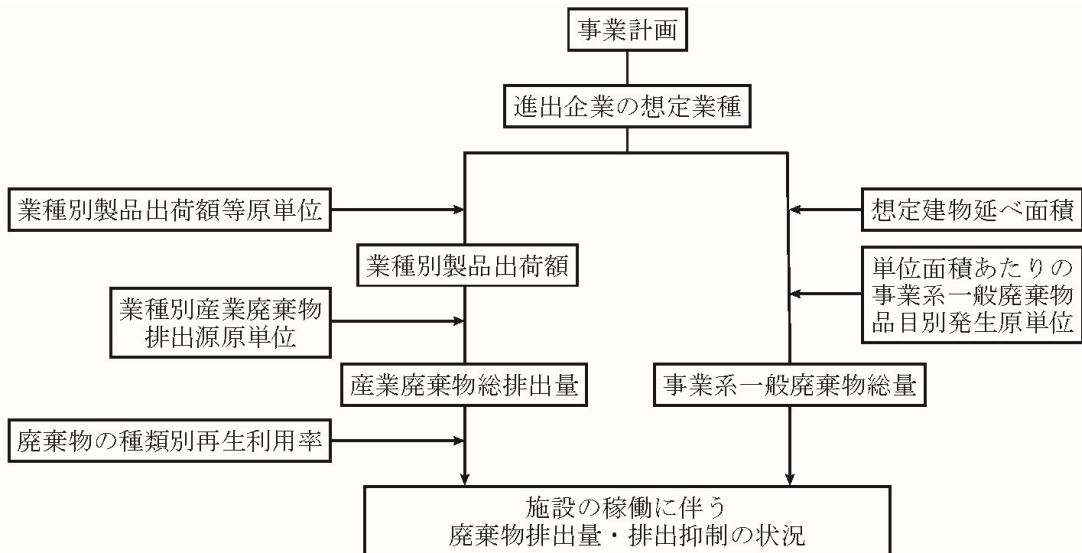 事業計画
進出企業の想定業種
業種別製品出荷額等原単位
想定建物延べ面積
業種別製品出荷額
単位面積あたりの
事業系一般廃棄物
品目別発生原単位
業種別産業廃棄物
排出源原単位
産業廃棄物総排出量
事業系一般廃棄物総量
廃棄物の種類別再生利用率
施設の稼働に伴う
廃棄物排出量・排出抑制の状況